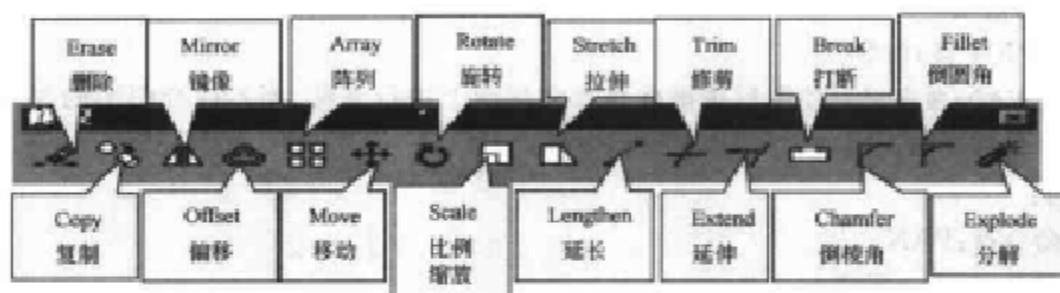 Erase
删除
Mirror
镜像
Array
阵列
Rotate
旋转
Stretch
拉伸
Trim
修剪
Break
打断
Fillet
倒圆角
Copy
复制
Offset
偏移
Move
移动
Scale
比例
缩放
Lengthen
延长
Extend
延伸
Chamfer
倒棱角
Explode
分解